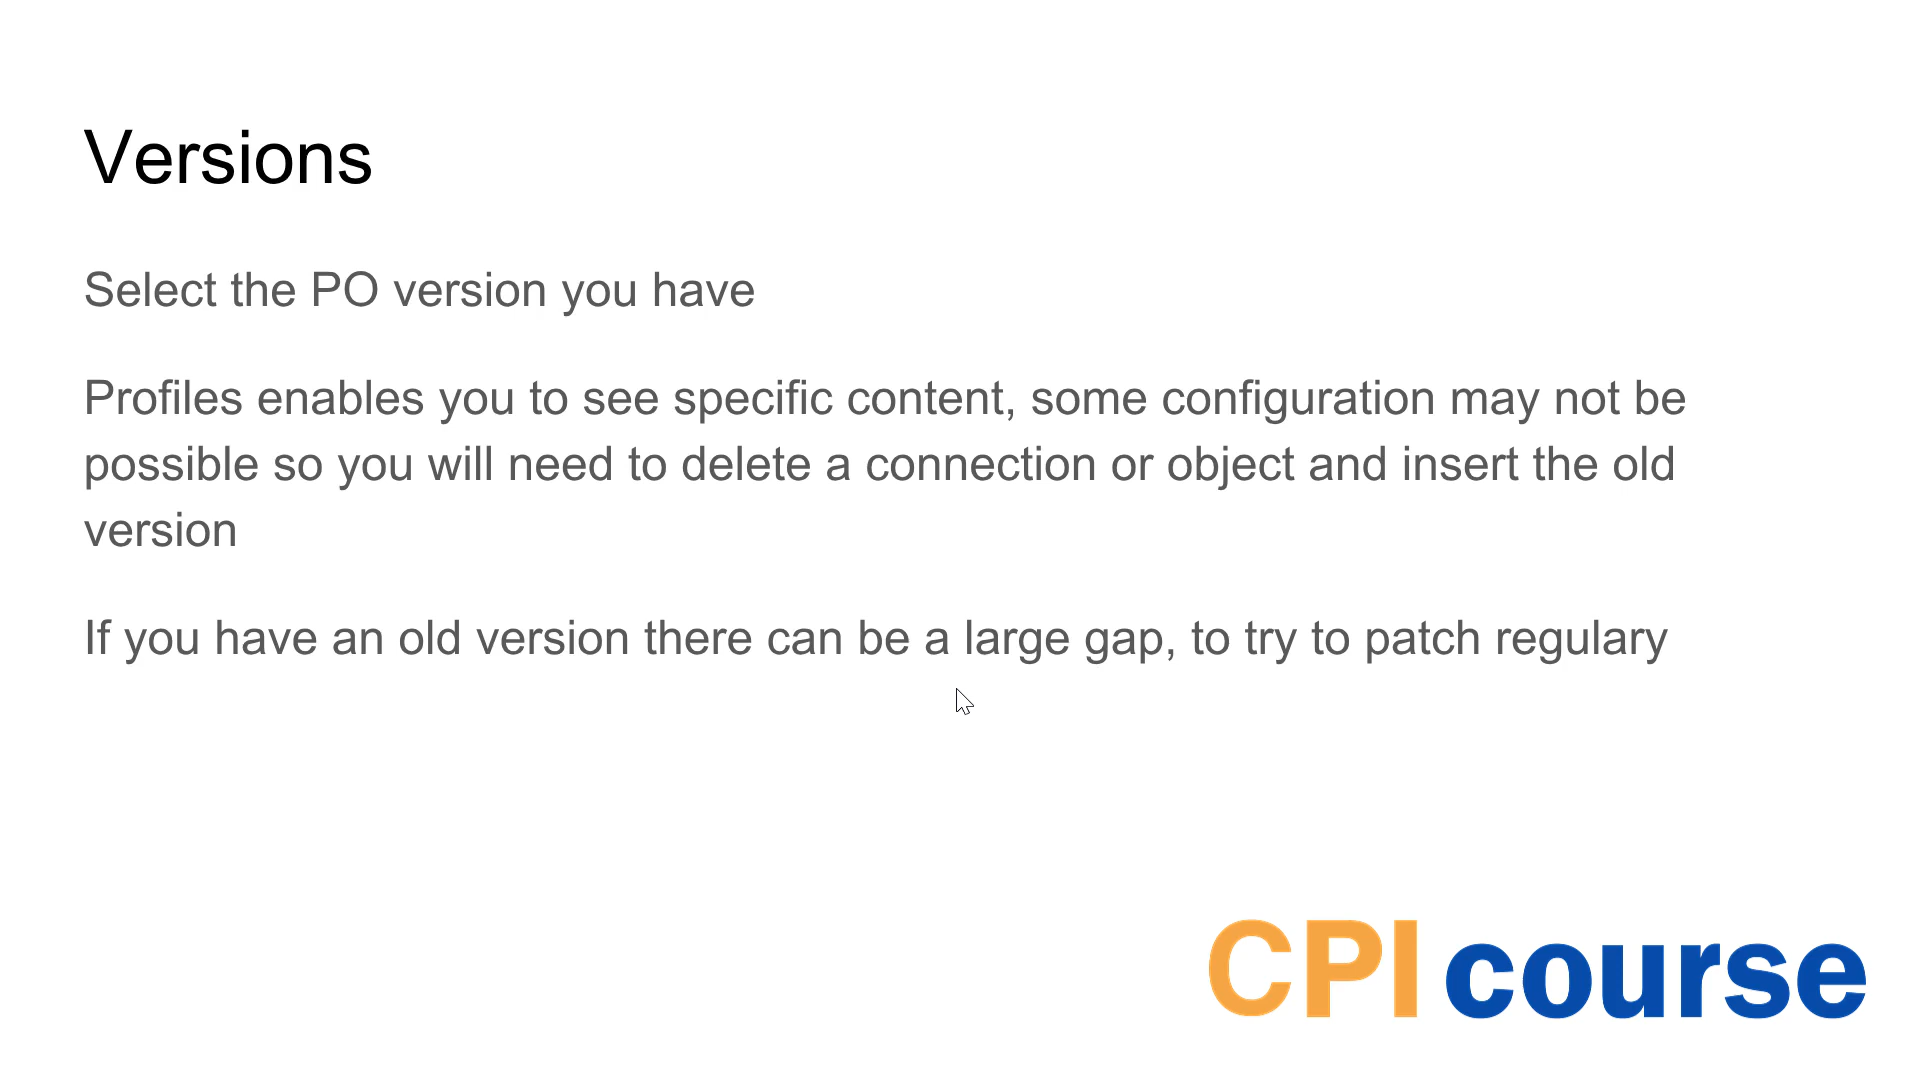 Versions
Select the PO version you have
Profiles enables you to see specific content, some configuration may not be
possible so you will need to delete a connection or object and insert the old
version
If you have an old version there can be a large gap, to try to patch regulary
CPI course